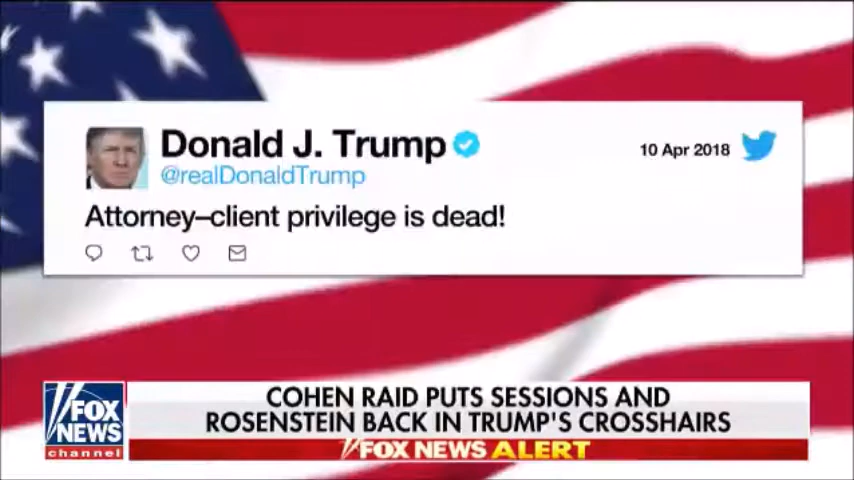 Donald J. Trump
@realDonaldTrump
10 Apr 2018
Attorney–client privilege is dead!
FOX
NEWS
channel
COHEN RAID PUTS SESSIONS AND
ROSENSTEIN BACK IN TRUMP'S CROSSHAIRS
FOX NEWS ALERT